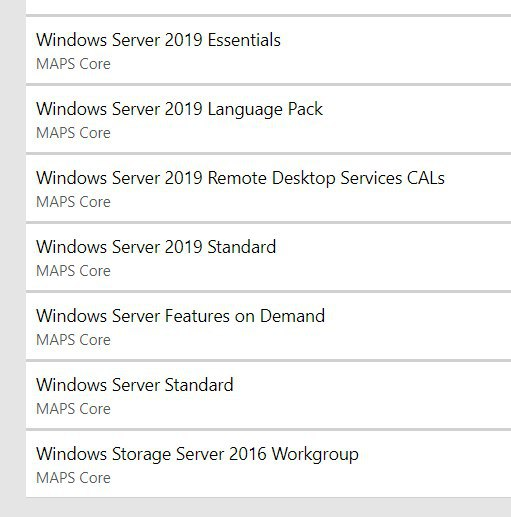 Windows Server 2019 Essentials
MAPS Core
Windows Server 2019 Language Pack
MAPS Core
Windows Server 2019 Remote Desktop Services CALs
MAPS Core
Windows Server 2019 Standard
MAPS Core
Windows Server Features on Demand
MAPS Core
Windows Server Standard
MAPS Core
Windows Storage Server 2016 Workgroup
MAPS Core